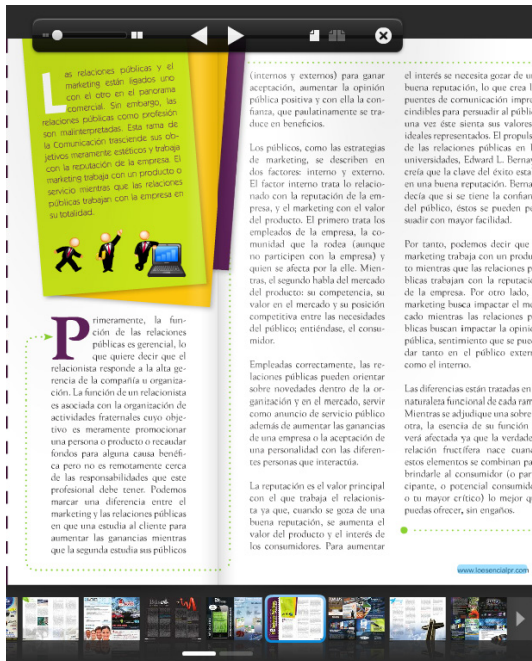 Las relaciones públicas y el
marketing están ligados uno
con el otro en el panorama
comercial. Sin embargo, las
relaciones públicas como profesión
son malinterpretadas. Esta rama de
la Comunicación trasciende sus ob-
jetivos meramente estéticos y trabaja
con la reputación de la empresa. El
marketing trabaja con un producto o
servicio mientras que las relaciones
públicas trabajan con la empresa en
su totalidad.
Primeramente, la fun-
ción de las relaciones
públicas es gerencial, lo
que quiere decir que el
relacionista responde a la alta ge-
rencia de la compañía u organiza-
ción. La función de un relacionista
es asociada con la organización de
actividades fraternales cuyo obje-
tivo es meramente promocionar
una persona o producto o recaudar
fondos para alguna causa benéfi-
ca pero no es remotamente cerca
de las responsabilidades que este
profesional debe tener. Podemos
marcar una diferencia entre el
marketing y las relaciones públicas
en que una estudia al cliente para
aumentar las ganancias mientras
que la segunda estudia sus públicos
(internos y externos) para ganar
aceptación, aumentar la opinión
pública positiva y con ella la con-
fianza, que paulatinamente se tra-
duce en beneficios.
Los públicos, como las estrategias
de marketing, se describen en
dos factores: interno y externo.
El factor interno trata lo relacio-
nado con la reputación de la em-
presa, y el marketing con el valor
del producto. El primero trata los
empleados de la empresa, la co-
munidad que la rodea (aunque
no participen con la empresa) y
quien se afecta por la elle. Mien-
tras, el segundo habla del mercado
del producto: su competencia, su
valor en el mercado y su posición
competitiva entre las necesidades
del público; entiéndase, el consu-
midor.
Empleadas correctamente, las re-
laciones públicas pueden orientar
sobre novedades dentro de la or-
ganización y en el mercado, servir
como anuncio de servicio público
además de aumentar las ganancias
de una empresa o la aceptación de
una personalidad con las diferen-
tes personas que interactúa.
La reputación es el valor principal
con el que trabaja el relacionis-
ta ya que, cuando se goza de una
buena reputación, se aumenta el
valor del producto y el interés de
los consumidores. Para aumentar
el interés se necesita gozar de un
buena reputación, lo que crea l
puentes de comunicación impre
cindibles para persuadir al públic
una vez éste sienta sus valores
ideales representados. El propuls
de las relaciones públicas en l
universidades, Edward L. Bernay
creía que la clave del éxito esta
en una buena reputación. Berna
decía que si se tiene la confian
del público, éstos se pueden pe
suadir con mayor facilidad.
Por tanto, podemos decir que
marketing trabaja con un produc
to mientras que las relaciones p
blicas trabajan con la reputació
de la empresa. Por otro lado,
marketing busca impactar el me
cado mientras las relaciones p
blicas buscan impactar la opinió
pública, sentimiento que se pue
dar tanto en el público extern
como el interno.
Las diferencias están tratadas en
naturaleza funcional de cada ram
Mientras se adjudique una sobre
otra, la esencia de su función
verá afectada ya que la verdade
relación fructífera nace cuand
estos elementos se combinan pa
brindarle al consumidor (o par
cipante, o potencial consumido
o tu mayor crítico) lo mejor qu
puedas ofrecer, sin engaños.
www.loesencialpr.com